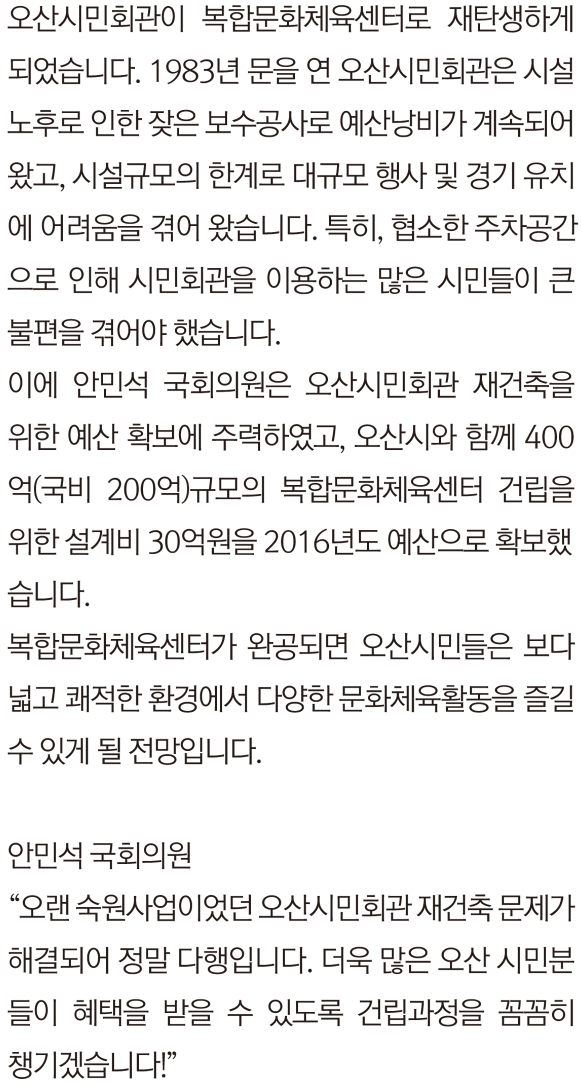 오산시민회관이 복합문화체육센터로 재탄생하게
되었습니다. 1983년 문을 연 오산시민회관은 시설
노후로 인한 잦은 보수공사로 예산낭비가 계속되어
왔고, 시설규모의 한계로 대규모 행사 및 경기 유치
에 어려움을 겪어 왔습니다. 특히, 협소한 주차공간
으로 인해 시민회관을 이용하는 많은 시민들이 큰
불편을 겪어야 했습니다.
이에 안민석 국회의원은 오산시민회관 재건축을
위한 예산 확보에 주력하였고, 오산시와 함께 400
억(국비 200억)규모의 복합문화체육센터 건립을
위한 설계비 30억원을 2016년도 예산으로 확보했
습니다.
복합문화체육센터가 완공되면 오산시민들은 보다
넓고 쾌적한 환경에서 다양한 문화체육활동을 즐길
수 있게 될 전망입니다.
안민석 국회의원
“오랜 숙원사업이었던 오산시민회관 재건축 문제가
해결되어 정말 다행입니다. 더욱 많은 오산 시민분
들이 혜택을 받을 수 있도록 건립과정을 꼼꼼히
챙기겠습니다!”